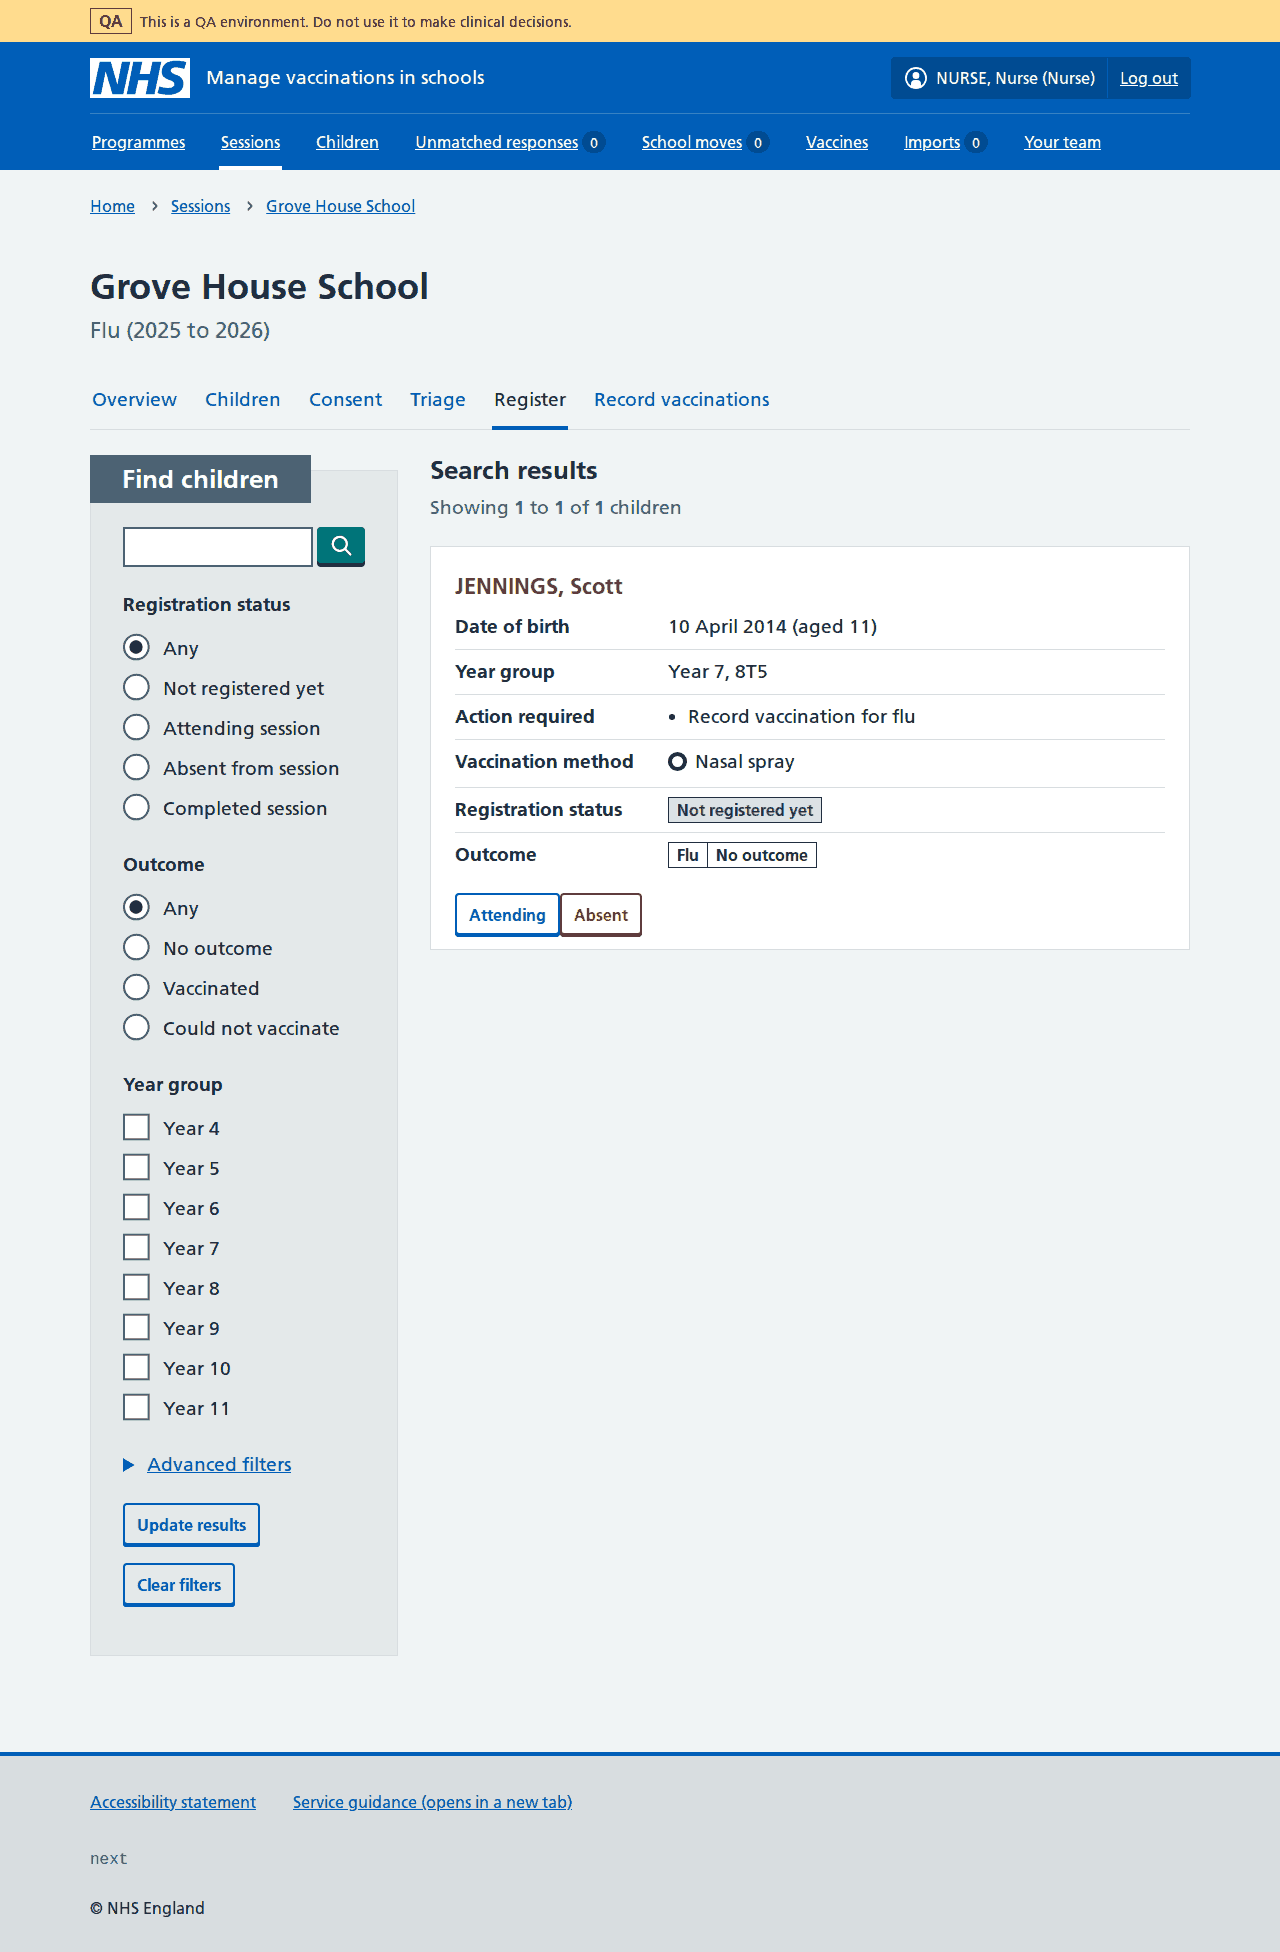 QA This is a QA environment. Do not use it to make clinical decisions.
NHS Manage vaccinations in schools NURSE, Nurse (Nurse) Log out
Programmes Sessions Children Unmatched responses 0 School moves 0 Vaccines Imports 0 Your team
Home Sessions Grove House School
Grove House School
Flu (2025 to 2026)
Overview Children Consent Triage Register Record vaccinations
Find children
Registration status
Any
Not registered yet
Attending session
Absent from session
Completed session
Outcome
Any
No outcome
Vaccinated
Could not vaccinate
Year group
Year 4
Year 5
Year 6
Year 7
Year 8
Year 9
Year 10
Year 11
Advanced filters
Update results
Clear filters
Search results
Showing 1 to 1 of 1 children
JENNINGS, Scott
Date of birth 10 April 2014 (aged 11)
Year group Year 7, 8T5
Action required • Record vaccination for flu
Vaccination method Nasal spray
Registration status Not registered yet
Outcome Flu No outcome
Attending Absent
Accessibility statement Service guidance (opens in a new tab)
next
© NHS England